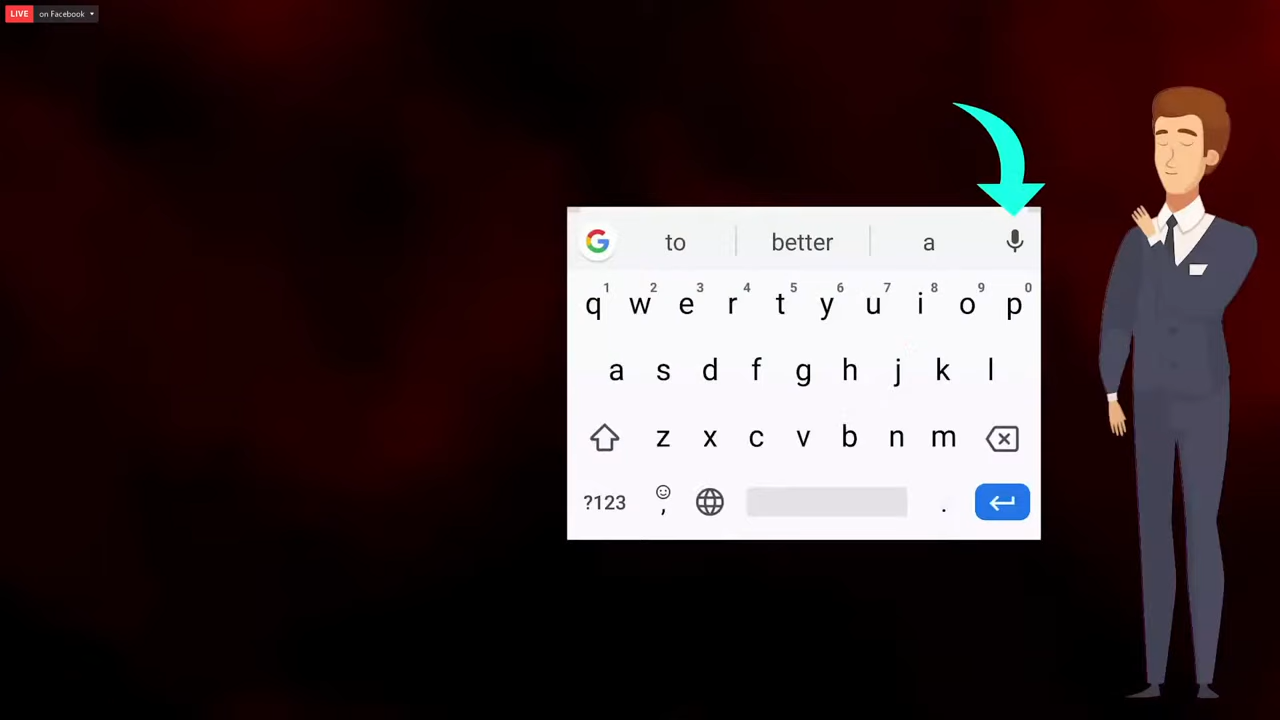 LIVE on Facebook
G to better a
1 2 3 4 5 6 7 8 9 0
q w e r t y u i o p
a s d f g h j k l
z x c v b n m
?123 , .